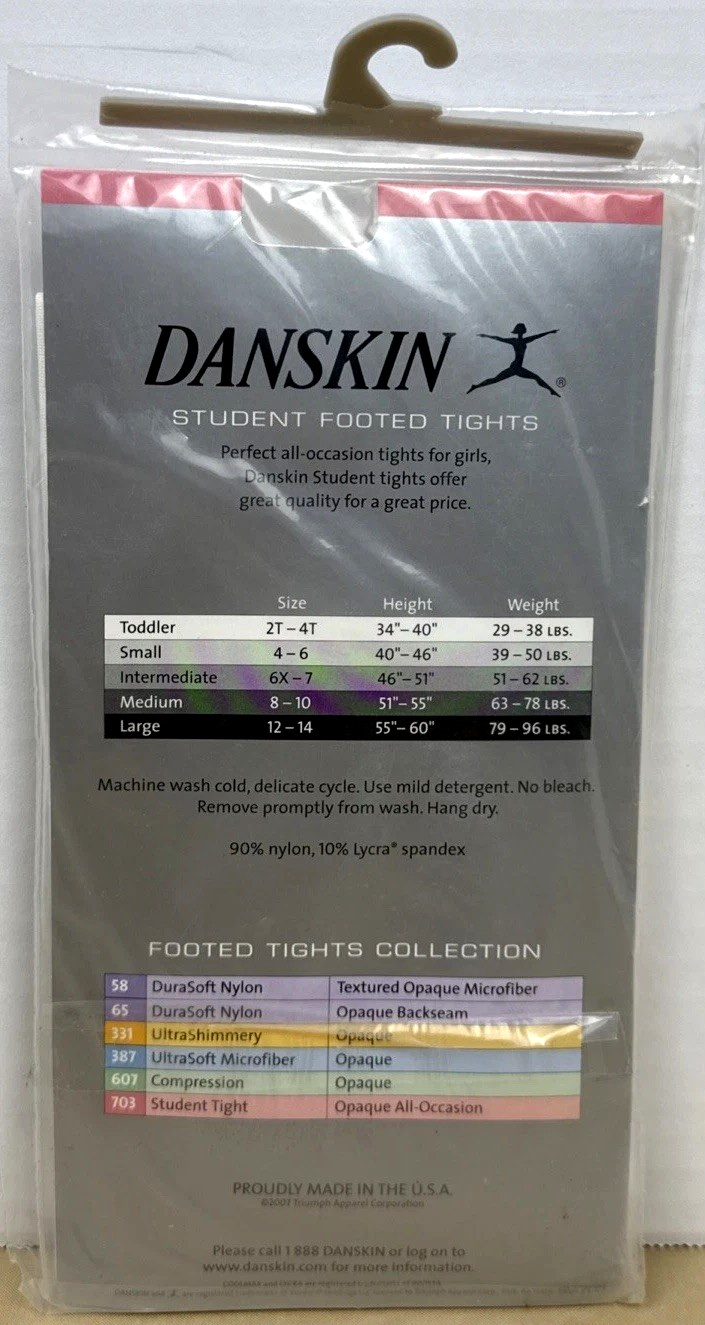 DANSKIN ®
STUDENT FOOTED TIGHTS
Perfect all-occasion tights for girls,
Danskin Student tights offer
great quality for a great price.
Size Height Weight
Toddler 2T – 4T 34"– 40" 29 – 38 LBS.
Small 4 – 6 40"– 46" 39 – 50 LBS.
Intermediate 6X – 7 46"– 51" 51 – 62 LBS.
Medium 8 – 10 51"– 55" 63 – 78 LBS.
Large 12 – 14 55"– 60" 79 – 96 LBS.
Machine wash cold, delicate cycle. Use mild detergent. No bleach.
Remove promptly from wash. Hang dry.
90% nylon, 10% Lycra® spandex
FOOTED TIGHTS COLLECTION
58 DuraSoft Nylon Textured Opaque Microfiber
65 DuraSoft Nylon Opaque Backseam
331 UltraShimmery Opaque
387 UltraSoft Microfiber Opaque
607 Compression Opaque
703 Student Tight Opaque All-Occasion
PROUDLY MADE IN THE U.S.A.
©2007 Triumph Apparel Corporation
Please call 1 888 DANSKIN or log on to
www.danskin.com for more information.